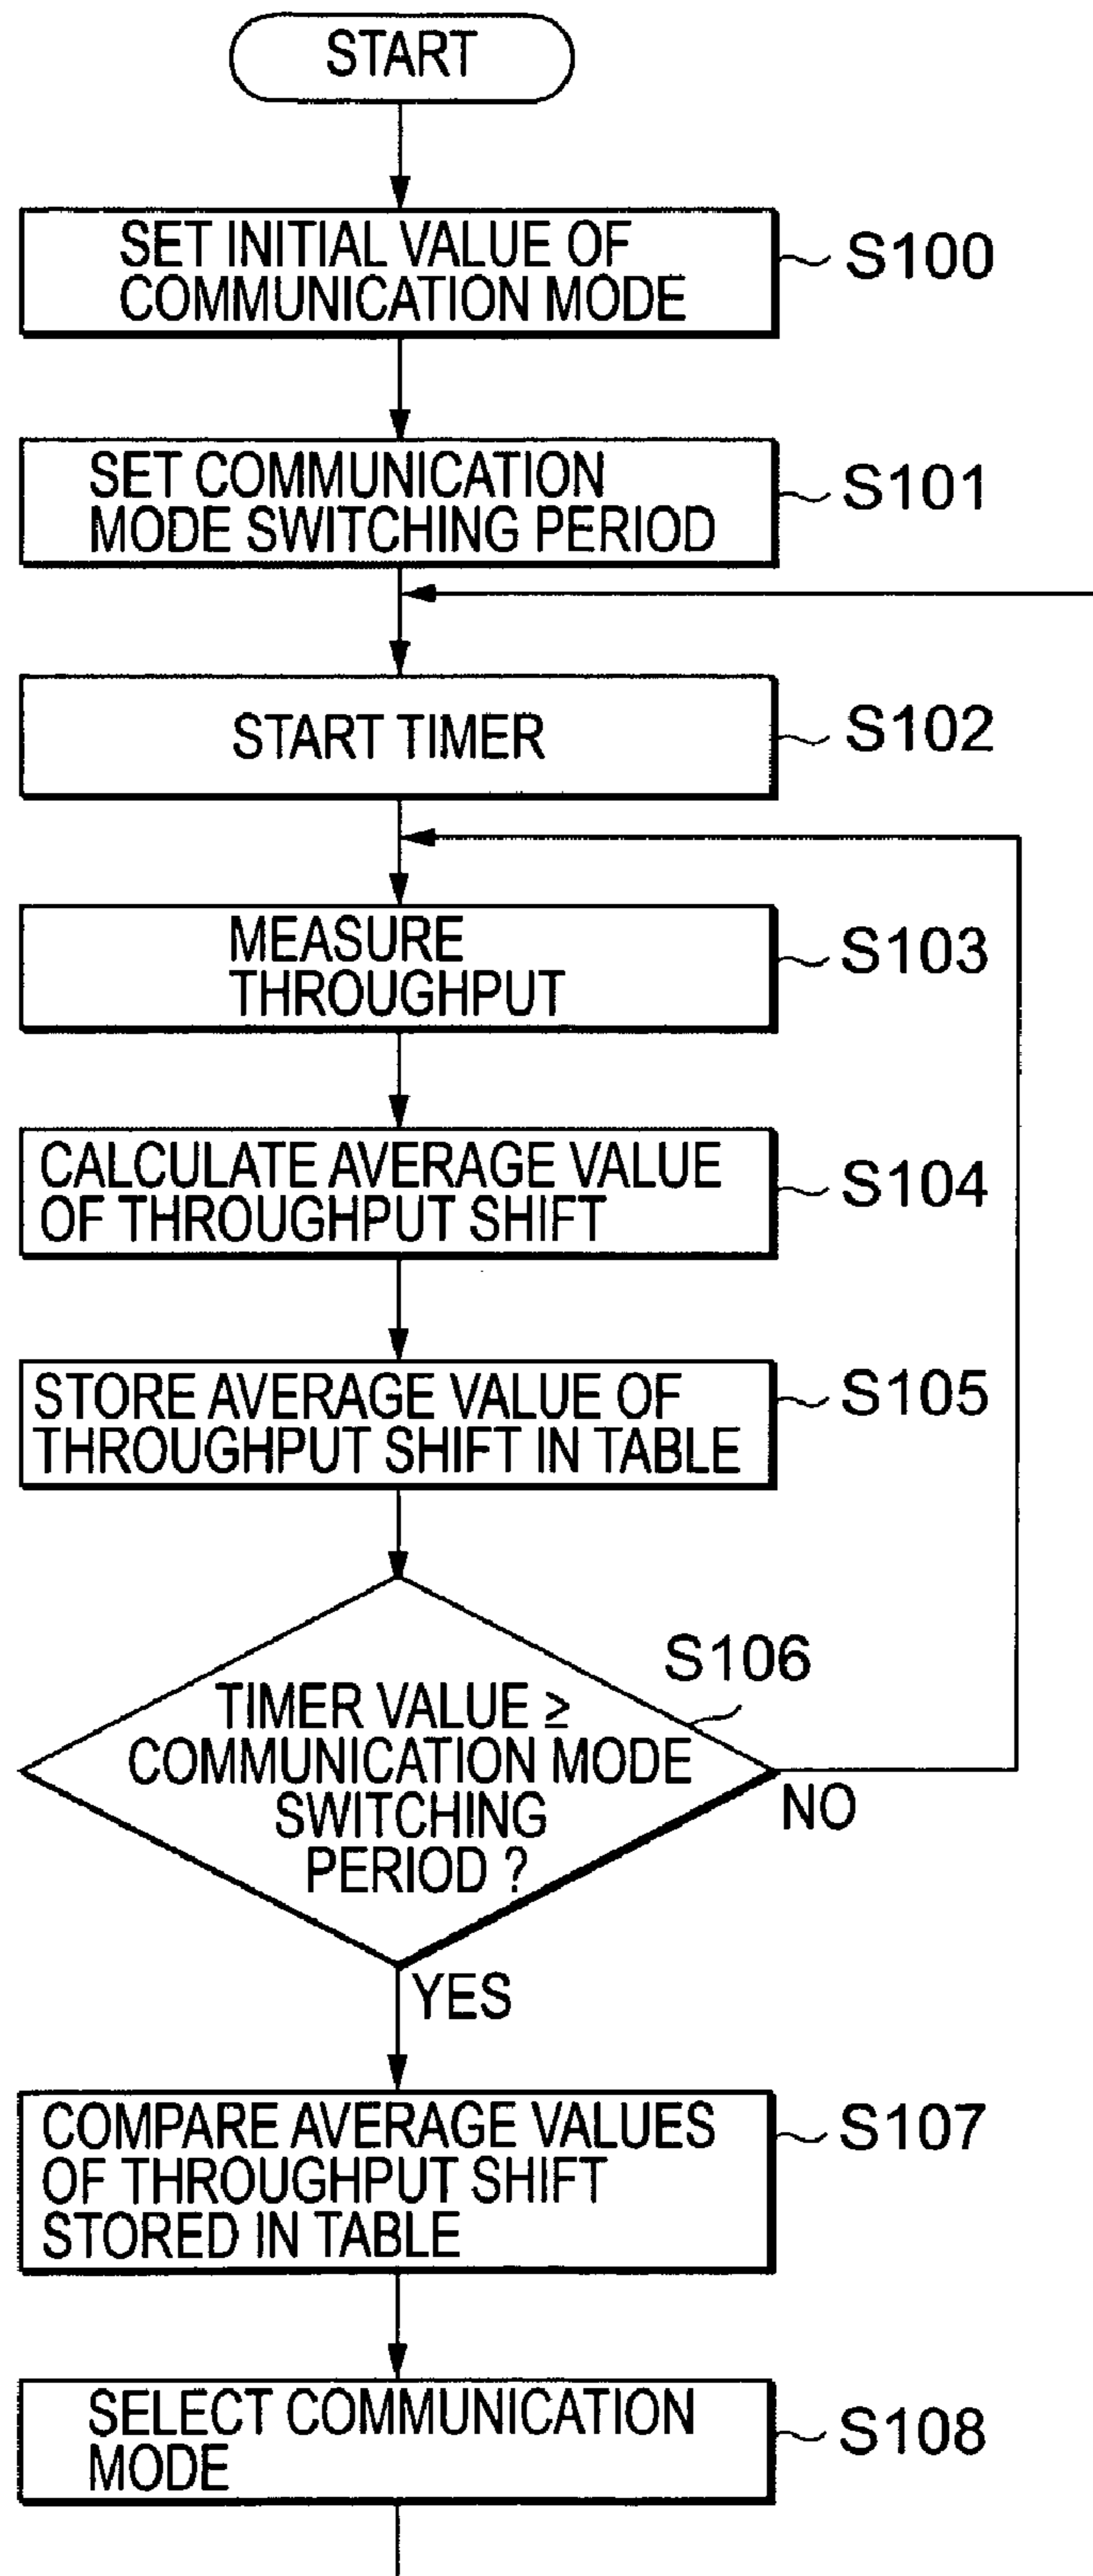 START
SET INITIAL VALUE OF
COMMUNICATION MODE
S100
SET COMMUNICATION
MODE SWITCHING PERIOD
S101
START TIMER
S102
MEASURE
THROUGHPUT
S103
CALCULATE AVERAGE VALUE
OF THROUGHPUT SHIFT
S104
STORE AVERAGE VALUE OF
THROUGHPUT SHIFT IN TABLE
S105
S106
TIMER VALUE ≥
COMMUNICATION MODE
SWITCHING
PERIOD ?
NO
YES
COMPARE AVERAGE VALUES
OF THROUGHPUT SHIFT
STORED IN TABLE
S107
SELECT COMMUNICATION
MODE
S108